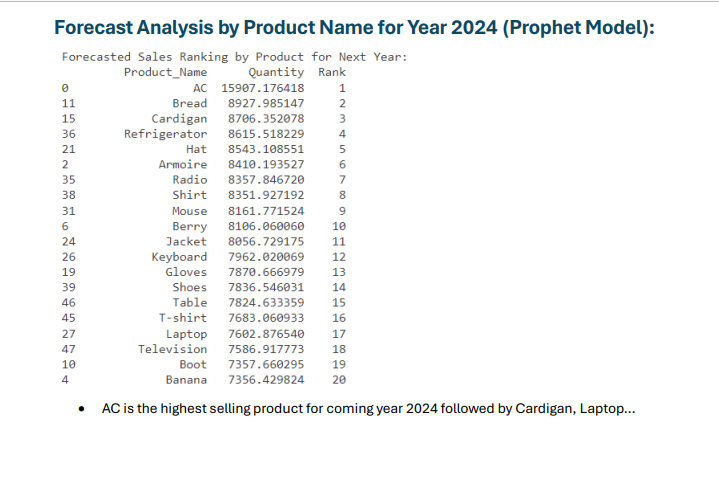 Forecast Analysis by Product Name for Year 2024 (Prophet Model):
Forecasted Sales Ranking by Product for Next Year:
Product_Name Quantity Rank
0 AC 15907.176418 1
11 Bread 8927.985147 2
15 Cardigan 8706.352078 3
36 Refrigerator 8615.518229 4
21 Hat 8543.108551 5
2 Armoire 8410.193527 6
35 Radio 8357.846720 7
38 Shirt 8351.927192 8
31 Mouse 8161.771524 9
6 Berry 8106.060060 10
24 Jacket 8056.729175 11
26 Keyboard 7962.020069 12
19 Gloves 7870.666979 13
39 Shoes 7836.546031 14
46 Table 7824.633359 15
45 T-shirt 7683.060933 16
27 Laptop 7602.876540 17
47 Television 7586.917773 18
10 Boot 7357.660295 19
4 Banana 7356.429824 20
• AC is the highest selling product for coming year 2024 followed by Cardigan, Laptop...